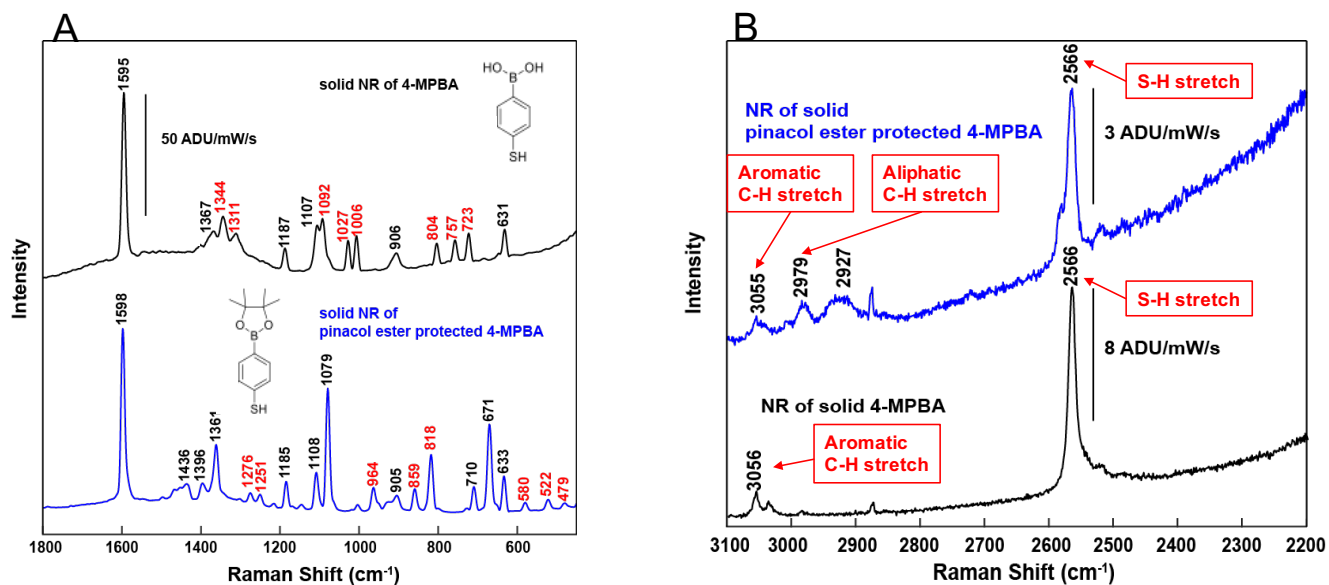 A
1595
solid NR of 4-MPBA
HO
B
OH
SH
50 ADU/mW/s
1367
1344
1311
1187
1107
1092
1027
1006
906
804
757
723
631
Intensity
1598
O
O
B
SH
solid NR of
pinacol ester protected 4-MPBA
1436
1396
1276
1251
1185
1108
1079
964
905
859
818
710
671
633
580
522
479
1800
1600
1400
1200
1000
800
600
Raman Shift (cm-1)
B
2566
S-H stretch
NR of solid
pinacol ester protected 4-MPBA
3 ADU/mW/s
Aromatic
C-H stretch
Aliphatic
C-H stretch
3055
2979
2927
2566
S-H stretch
8 ADU/mW/s
NR of solid 4-MPBA
Aromatic
C-H stretch
3056
Intensity
3100 3000 2900 2800 2700 2600 2500 2400 2300 2200
Raman Shift (cm-1)